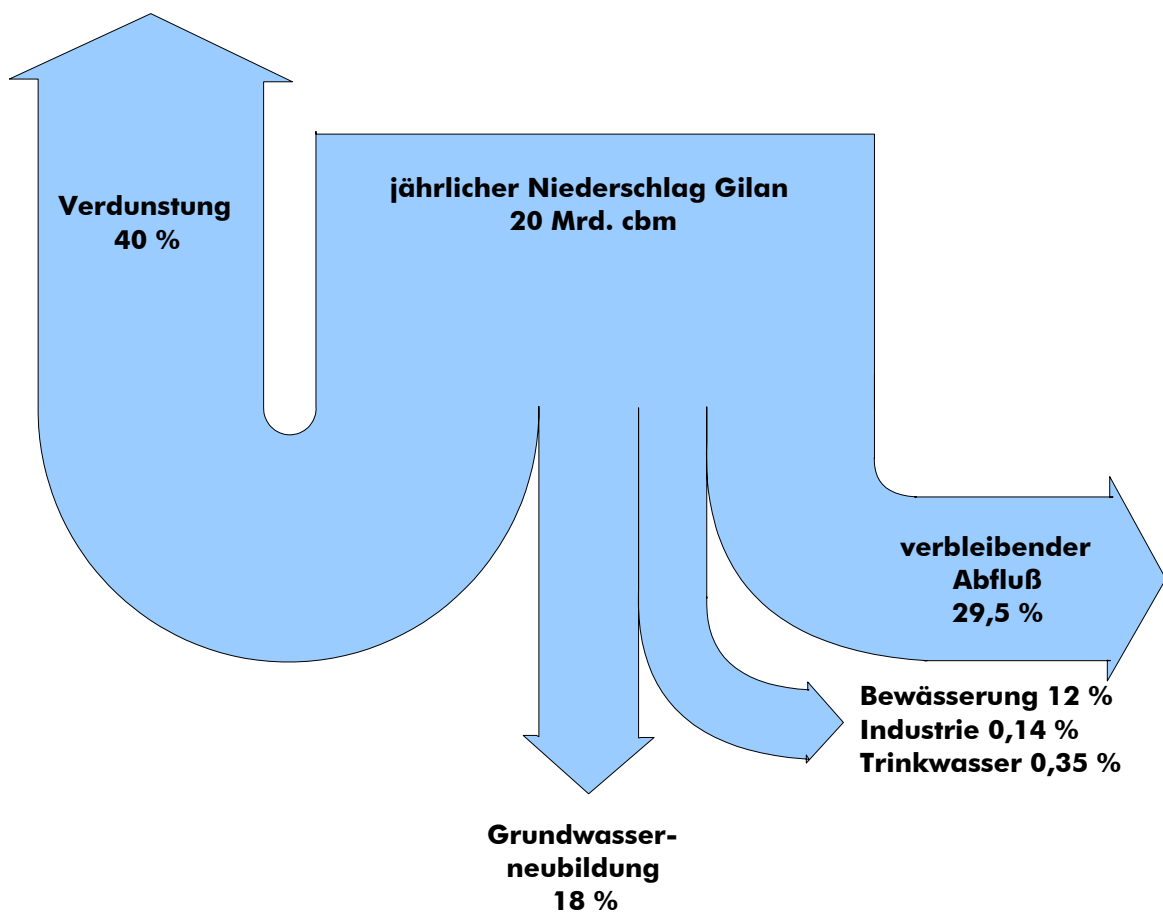 Verdunstung
40 %
jährlicher Niederschlag Gilan
20 Mrd. cbm
verbleibender
Abfluß
29,5 %
Bewässerung 12 %
Industrie 0,14 %
Trinkwasser 0,35 %
Grundwasser-
neubildung
18 %